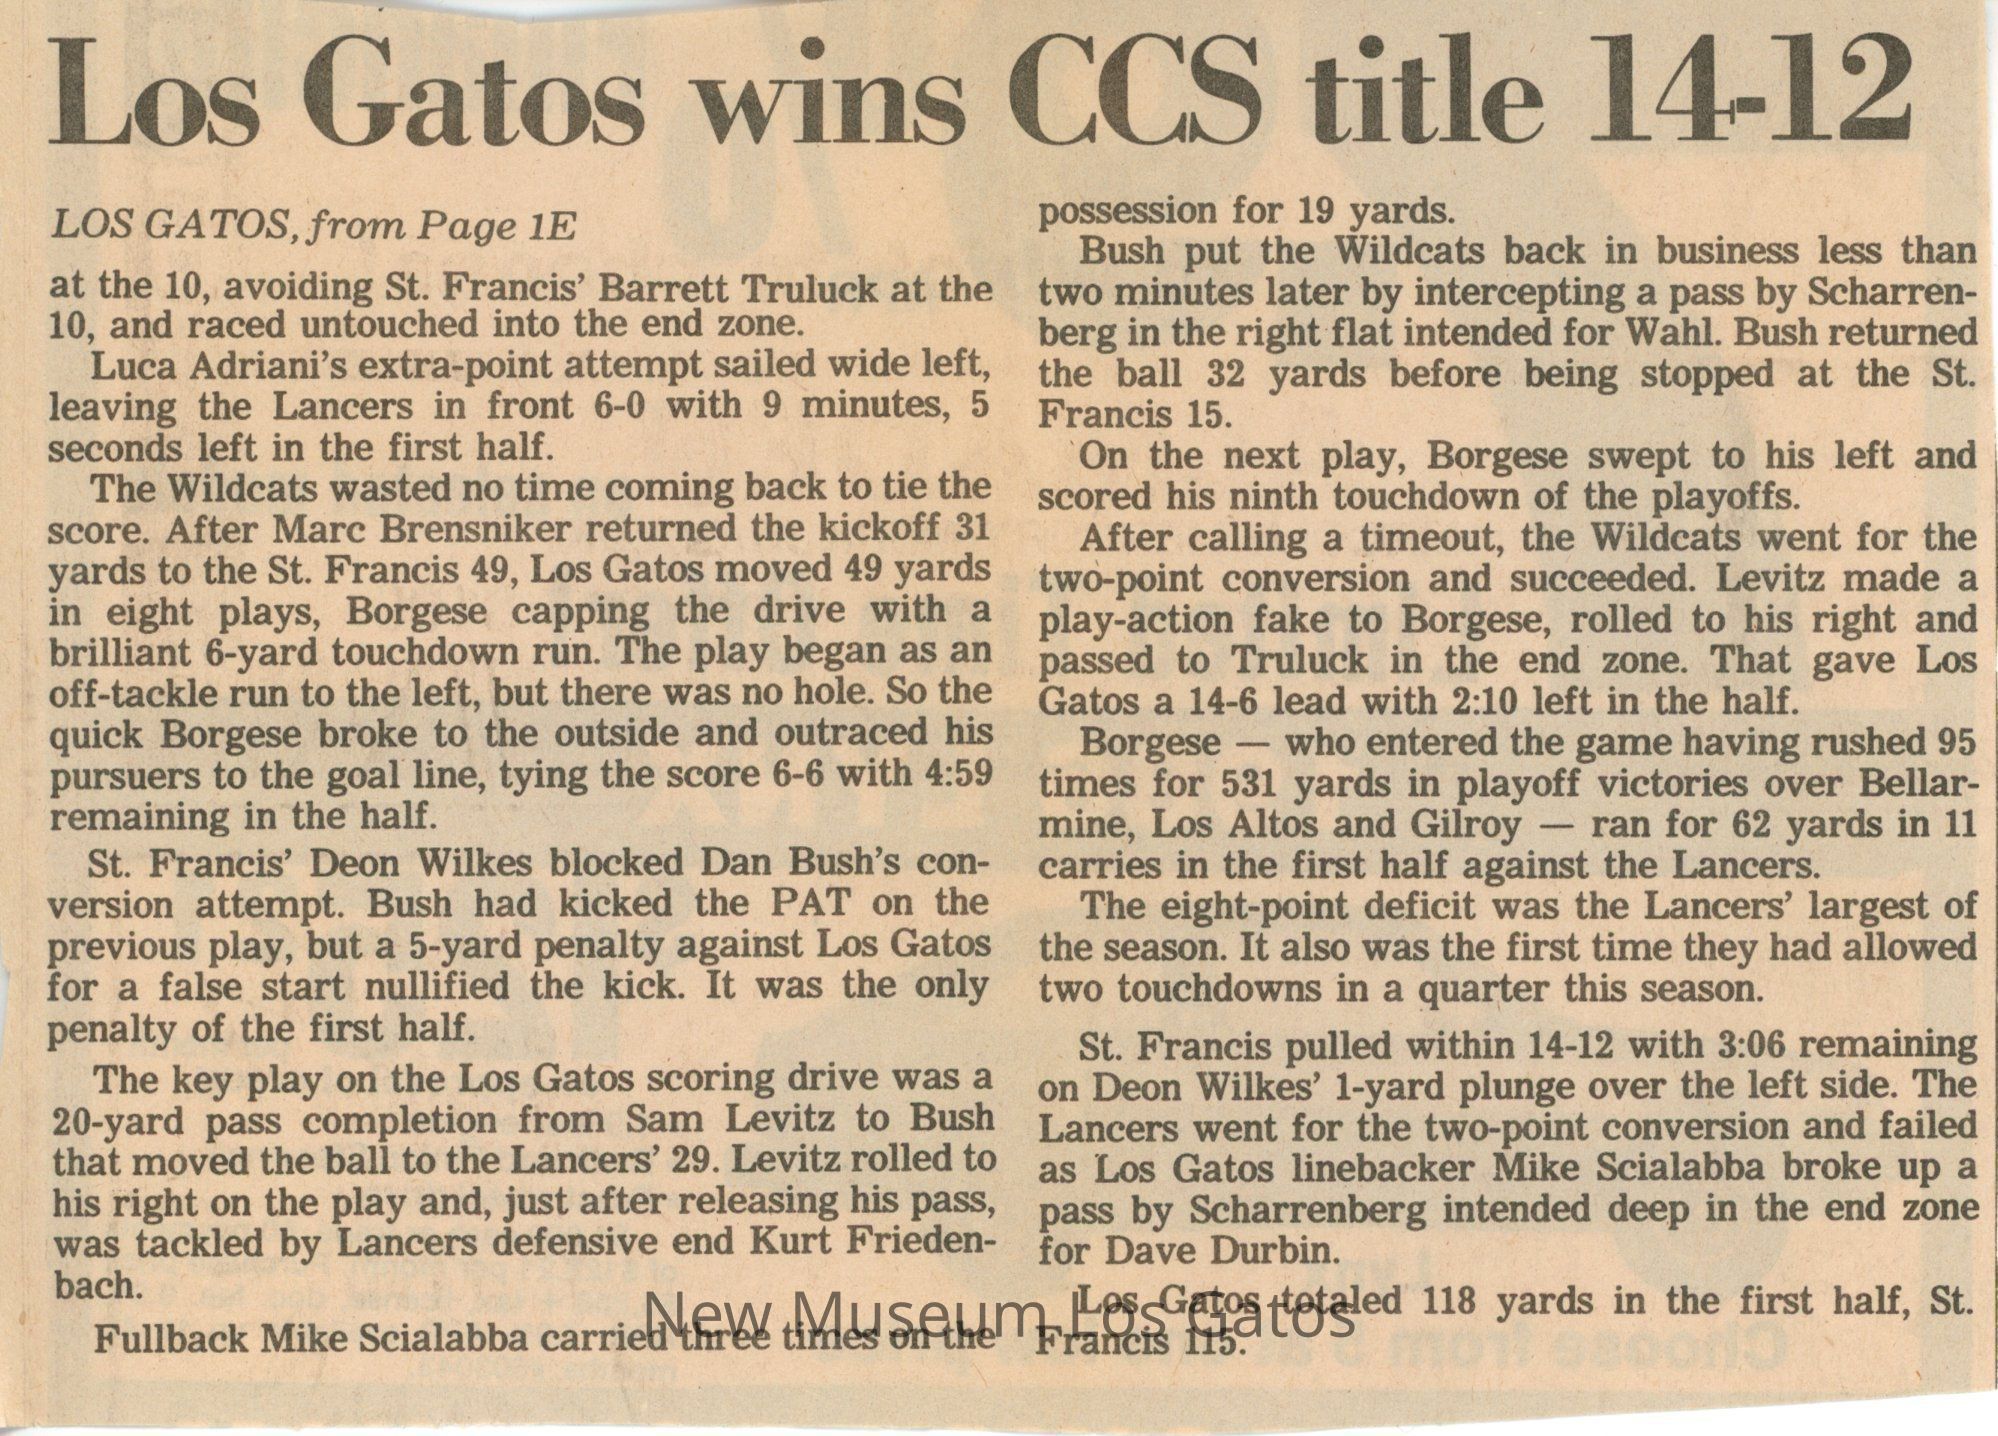 Los Gatos wins CCS title 14-12
LOS GATOS, from Page 1E
at the 10, avoiding St. Francis' Barrett Truluck at the
10, and raced untouched into the end zone.
Luca Adriani's extra-point attempt sailed wide left,
leaving the Lancers in front 6-0 with 9 minutes, 5
seconds left in the first half.
The Wildcats wasted no time coming back to tie the
score. After Marc Brensniker returned the kickoff 31
yards to the St. Francis 49, Los Gatos moved 49 yards
in eight plays, Borgese capping the drive with a
brilliant 6-yard touchdown run. The play began as an
off-tackle run to the left, but there was no hole. So the
quick Borgese broke to the outside and outraced his
pursuers to the goal line, tying the score 6-6 with 4:59
remaining in the half.
St. Francis' Deon Wilkes blocked Dan Bush's con-
version attempt. Bush had kicked the PAT on the
previous play, but a 5-yard penalty against Los Gatos
for a false start nullified the kick. It was the only
penalty of the first half.
The key play on the Los Gatos scoring drive was a
20-yard pass completion from Sam Levitz to Bush
that moved the ball to the Lancers' 29. Levitz rolled to
his right on the play and, just after releasing his pass,
was tackled by Lancers defensive end Kurt Frieden-
bach.
Fullback Mike Scialabba carried three times on the
possession for 19 yards.
Bush put the Wildcats back in business less than
two minutes later by intercepting a pass by Scharren-
berg in the right flat intended for Wahl. Bush returned
the ball 32 yards before being stopped at the St.
Francis 15.
On the next play, Borgese swept to his left and
scored his ninth touchdown of the playoffs.
After calling a timeout, the Wildcats went for the
two-point conversion and succeeded. Levitz made a
play-action fake to Borgese, rolled to his right and
passed to Truluck in the end zone. That gave Los
Gatos a 14-6 lead with 2:10 left in the half.
Borgese — who entered the game having rushed 95
times for 531 yards in playoff victories over Bellar-
mine, Los Altos and Gilroy — ran for 62 yards in 11
carries in the first half against the Lancers.
The eight-point deficit was the Lancers' largest of
the season. It also was the first time they had allowed
two touchdowns in a quarter this season.
St. Francis pulled within 14-12 with 3:06 remaining
on Deon Wilkes' 1-yard plunge over the left side. The
Lancers went for the two-point conversion and failed
as Los Gatos linebacker Mike Scialabba broke up a
pass by Scharrenberg intended deep in the end zone
for Dave Durbin.
Los Gatos totaled 118 yards in the first half, St.
Francis 115.
New Museum Los Gatos